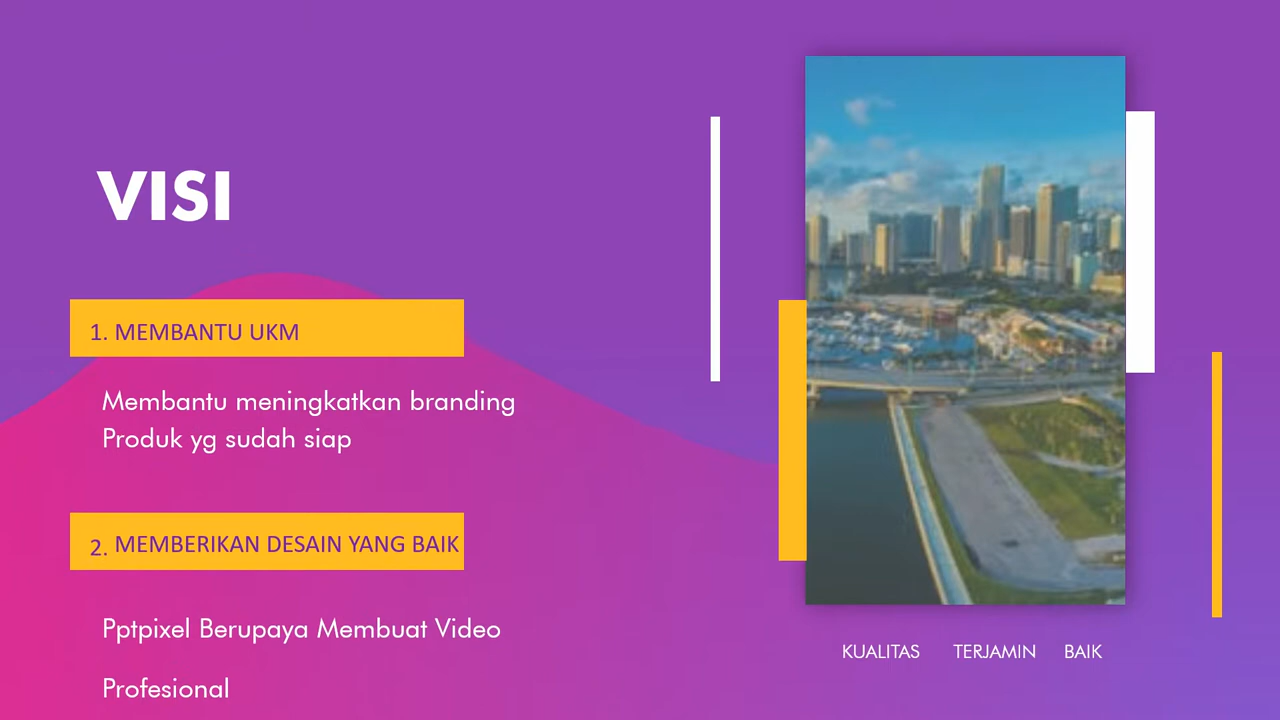 VISI
1. MEMBANTU UKM
Membantu meningkatkan branding
Produk yg sudah siap
2. MEMBERIKAN DESAIN YANG BAIK
Pptpixel Berupaya Membuat Video
Profesional
KUALITAS TERJAMIN BAIK